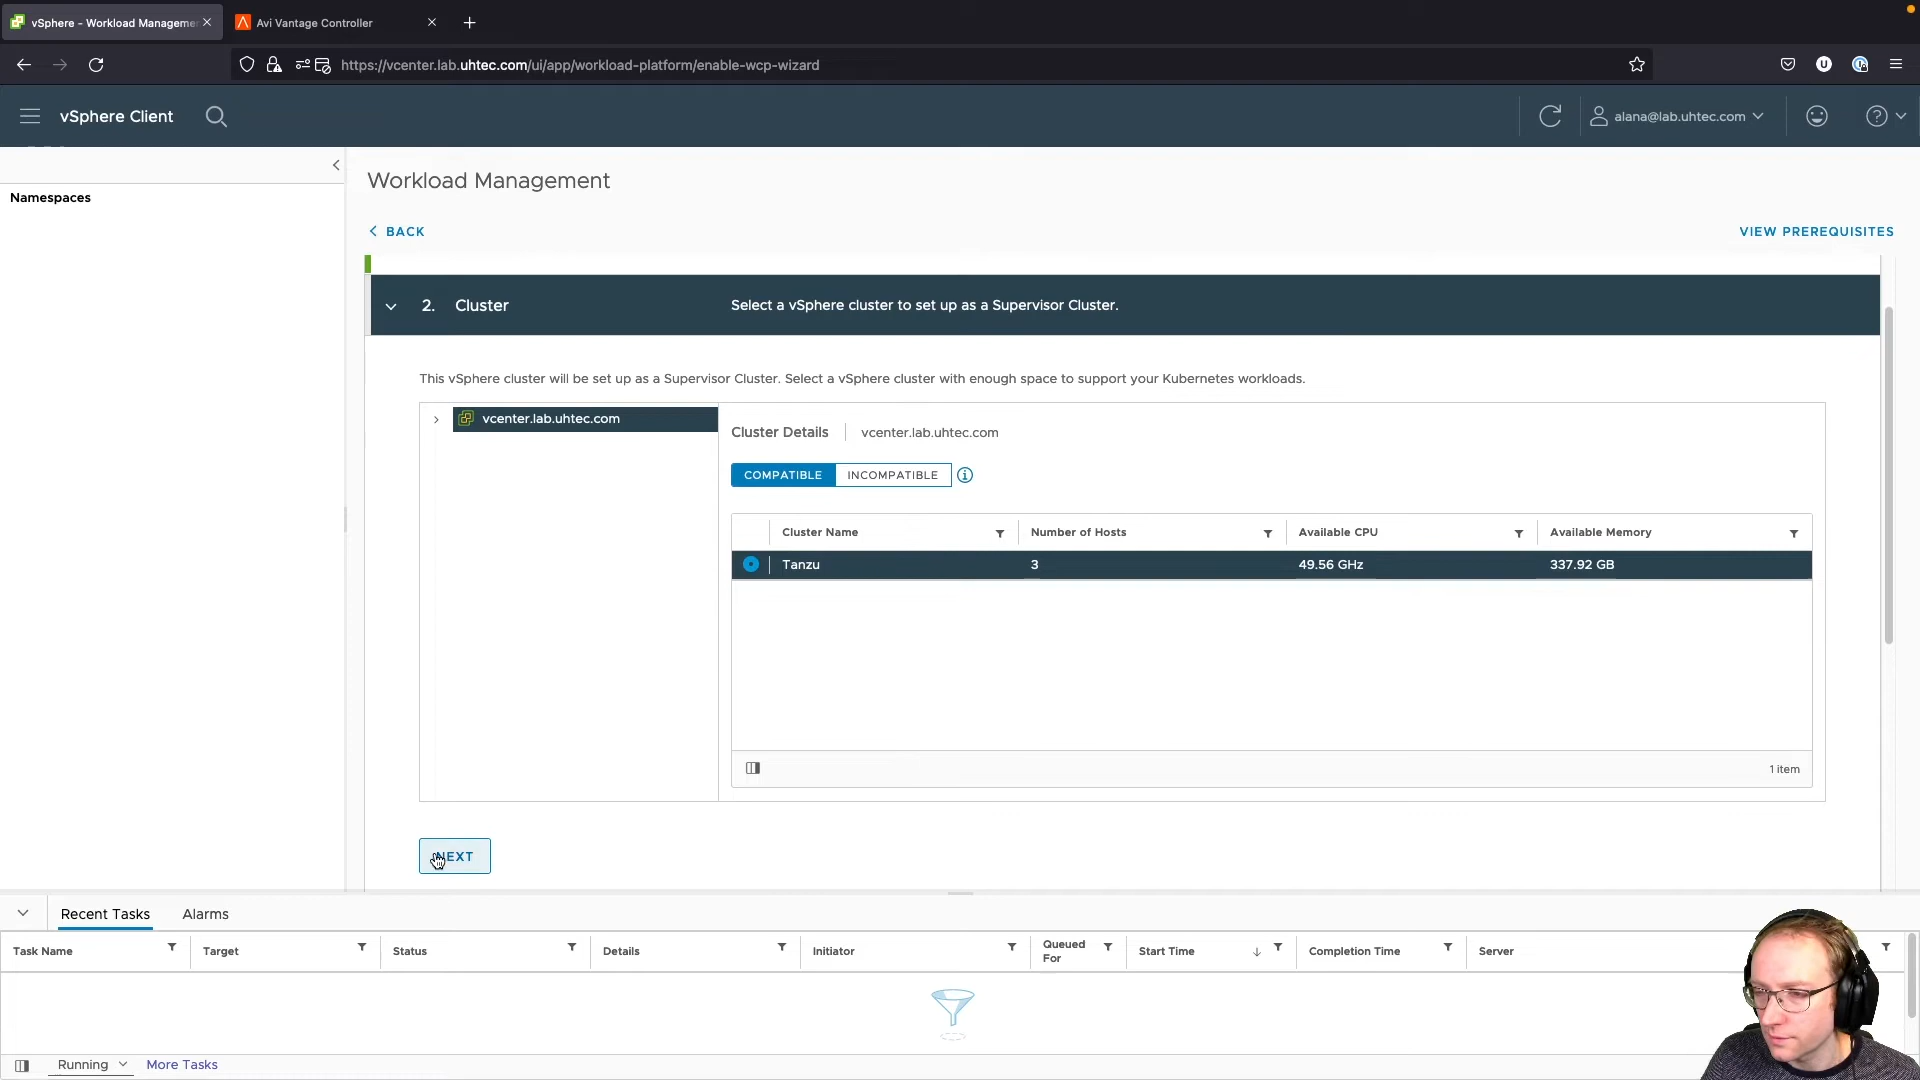 vSphere - Workload Managemen
Avi Vantage Controller
https://vcenter.lab.uhtec.com/ui/app/workload-platform/enable-wcp-wizard
U
vSphere Client
alana@lab.uhtec.com
Namespaces
Workload Management
BACK
VIEW PREREQUISITES
2. Cluster
Select a vSphere cluster to set up as a Supervisor Cluster.
This vSphere cluster will be set up as a Supervisor Cluster. Select a vSphere cluster with enough space to support your Kubernetes workloads.
vcenter.lab.uhtec.com
Cluster Details
vcenter.lab.uhtec.com
COMPATIBLE
INCOMPATIBLE
Cluster Name
Number of Hosts
Available CPU
Available Memory
Tanzu
3
49.56 GHz
337.92 GB
1 item
NEXT
Recent Tasks
Alarms
Task Name
Target
Status
Details
Initiator
Queued
For
Start Time
Completion Time
Server
Running
More Tasks